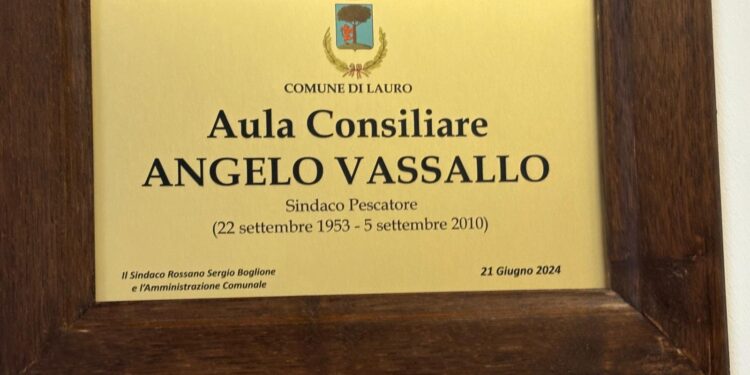 COMUNE DI LAURO
Aula Consiliare
ANGELO VASSALLO
Sindaco Pescatore
(22 settembre 1953 - 5 settembre 2010)
Il Sindaco Rossano Sergio Boglione
e l'Amministrazione Comunale
21 Giugno 2024